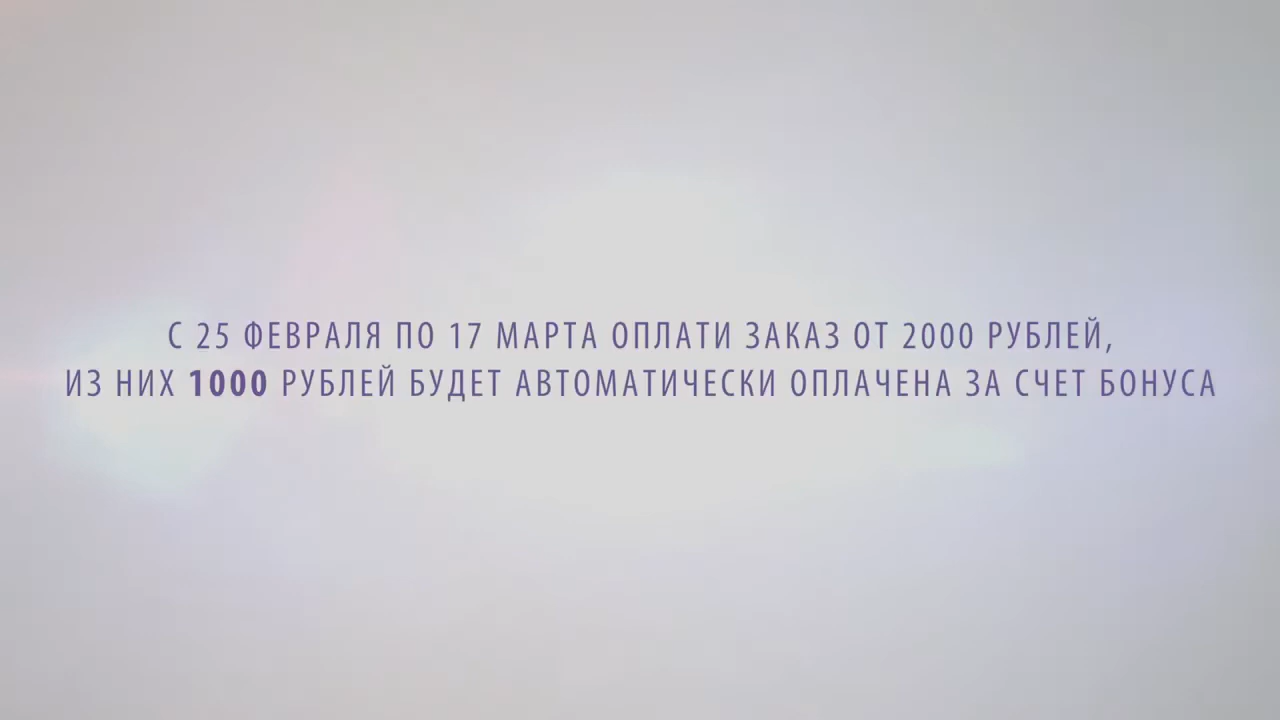 С 25 ФЕВРАЛЯ ПО 17 МАРТА ОПЛАТИ ЗАКАЗ ОТ 2000 РУБЛЕЙ,
ИЗ НИХ 1000 РУБЛЕЙ БУДЕТ АВТОМАТИЧЕСКИ ОПЛАЧЕНА ЗА СЧЕТ БОНУСА